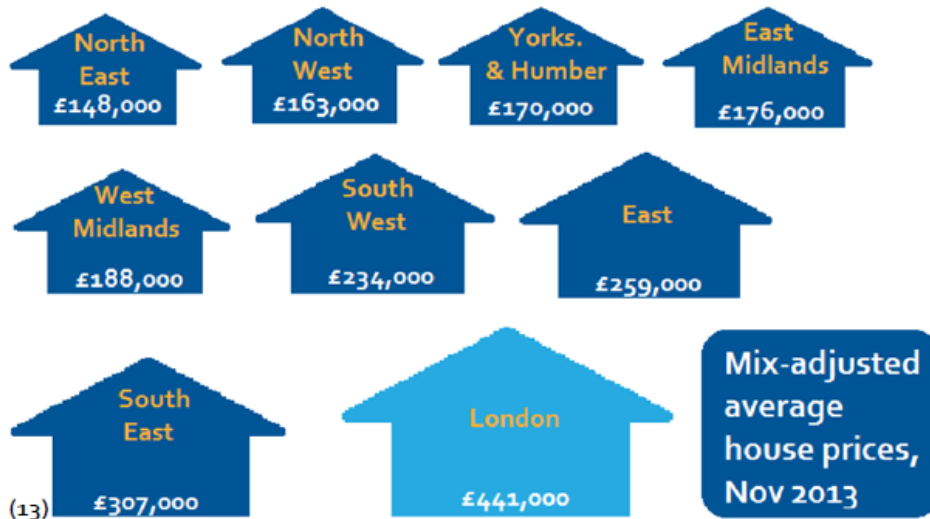 North
East
£148,000
North
West
£163,000
Yorks.
& Humber
£170,000
East
Midlands
£176,000
West
Midlands
£188,000
South
West
£234,000
East
£259,000
South
East
£307,000
London
£441,000
Mix-adjusted
average
house prices,
Nov 2013
(13)